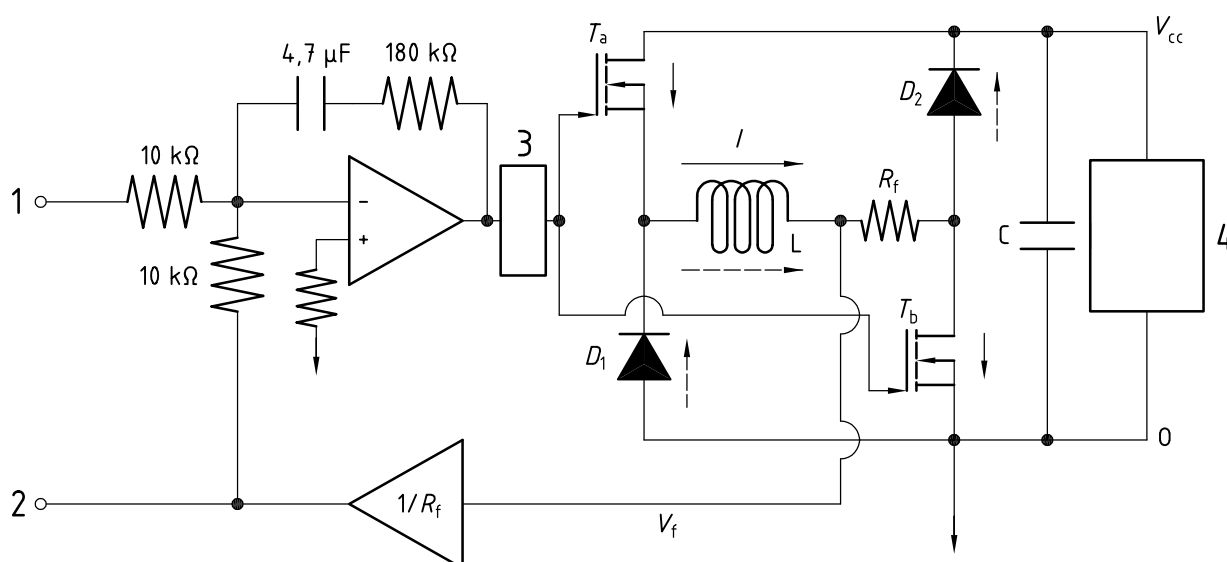 Ta
Vcc
4,7 µF
180 kΩ
D2
3
10 kΩ
I
Rf
1
−
+
C
4
L
10 kΩ
Tb
D1
0
2
1/Rf
Vf